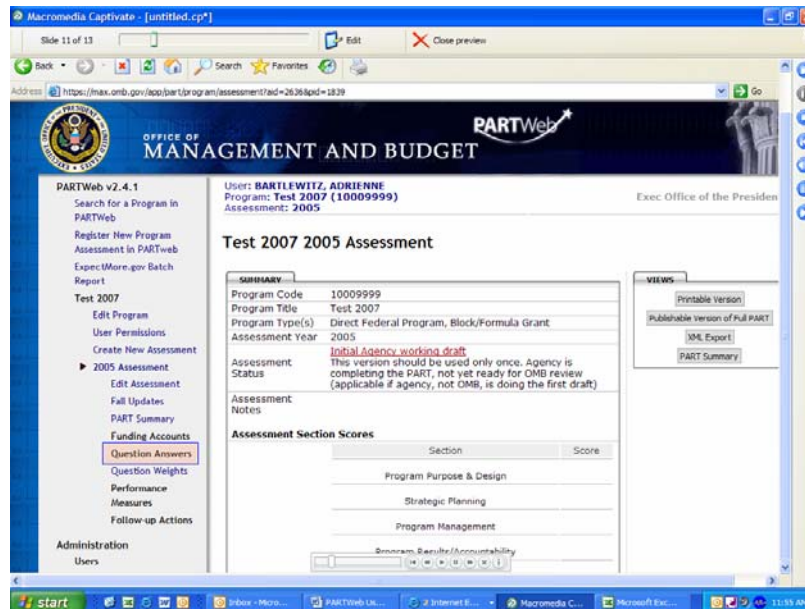 Macromedia Captivate - [untitled.cp*]
Slide 11 of 13
Edit
Close preview
Back
Search
Favorites
Address
https://max.omb.gov/app/part/program/assessment?aid=2636&pid=1839
Go
OFFICE OF
MANAGEMENT AND BUDGET
PARTWeb
PARTWeb v2.4.1
Search for a Program in
PARTWeb
Register New Program
Assessment in PARTweb
ExpectMore.gov Batch
Report
Test 2007
Edit Program
User Permissions
Create New Assessment
2005 Assessment
Edit Assessment
Fall Updates
PART Summary
Funding Accounts
Question Answers
Question Weights
Performance
Measures
Follow-up Actions
Administration
Users
User: BARTLEWITZ, ADRIENNE
Program: Test 2007 (10009999)
Assessment: 2005
Exec Office of the Presiden
Test 2007 2005 Assessment
SUMMARY
Program Code 10009999
Program Title Test 2007
Program Type(s) Direct Federal Program, Block/Formula Grant
Assessment Year 2005
Assessment
Status
Initial Agency working draft
This version should be used only once. Agency is
completing the PART, not yet ready for OMB review
(applicable if agency, not OMB, is doing the first draft)
Assessment
Notes
Assessment Section Scores
Section Score
Program Purpose & Design
Strategic Planning
Program Management
Program Results/Accountability
VIEWS
Printable Version
Publishable Version of Full PART
XML Export
PART Summary
start
Inbox - Micro...
PARTWeb Us...
2 Internet E...
Macromedia C...
Microsoft Exc...
11:55 AM